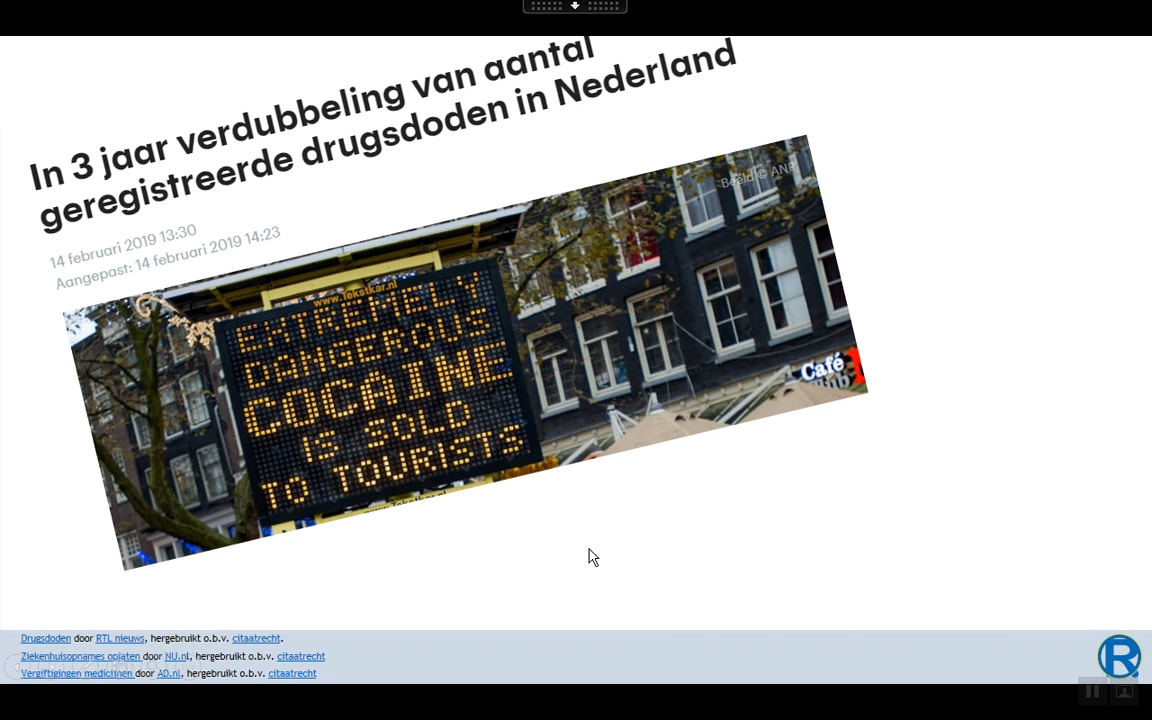 In 3 jaar verdubbeling van aantal
geregistreerde drugsdoden in Nederland
14 februari 2019 13:30
Aangepast: 14 februari 2019 14:23
Beeld © ANP
www.Tekstkar.nl
EXTREMELY
DANGEROUS
COCAINE
IS SOLD
TO TOURISTS
Café
Drugsdoden door RTL nieuws, hergebruikt o.b.v. citaatrecht.
Ziekenhuisopnames opiaten door NU.nl, hergebruikt o.b.v. citaatrecht
Vergiftigingen medicinen door AD.nl, hergebruikt o.b.v. citaatrecht
R